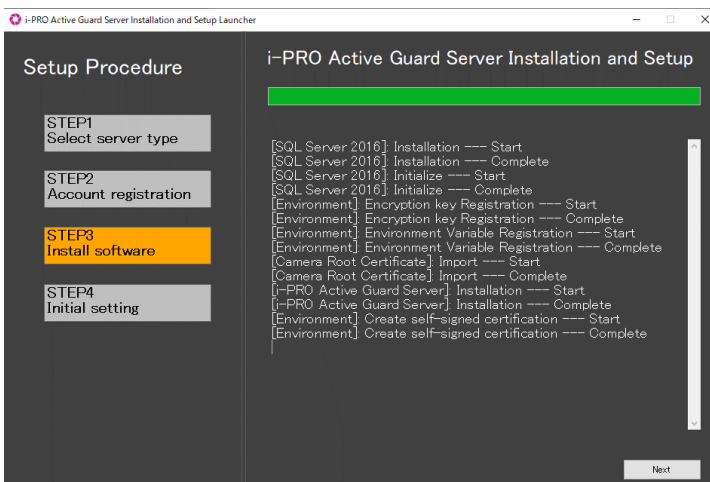 i-PRO Active Guard Server Installation and Setup Launcher
Setup Procedure
STEP1
Select server type
STEP2
Account registration
STEP3
Install software
STEP4
Initial setting
i-PRO Active Guard Server Installation and Setup
[SQL Server 2016]: Installation --- Start
[SQL Server 2016]: Installation --- Complete
[SQL Server 2016]: Initialize --- Start
[SQL Server 2016]: Initialize --- Complete
[Environment]: Encryption key Registration --- Start
[Environment]: Encryption key Registration --- Complete
[Environment]: Environment Variable Registration --- Start
[Environment]: Environment Variable Registration --- Complete
[Camera Root Certificate]: Import --- Start
[Camera Root Certificate]: Import --- Complete
[i-PRO Active Guard Server]: Installation --- Start
[i-PRO Active Guard Server]: Installation --- Complete
[Environment]: Create self-signed certification --- Start
[Environment]: Create self-signed certification --- Complete
Next